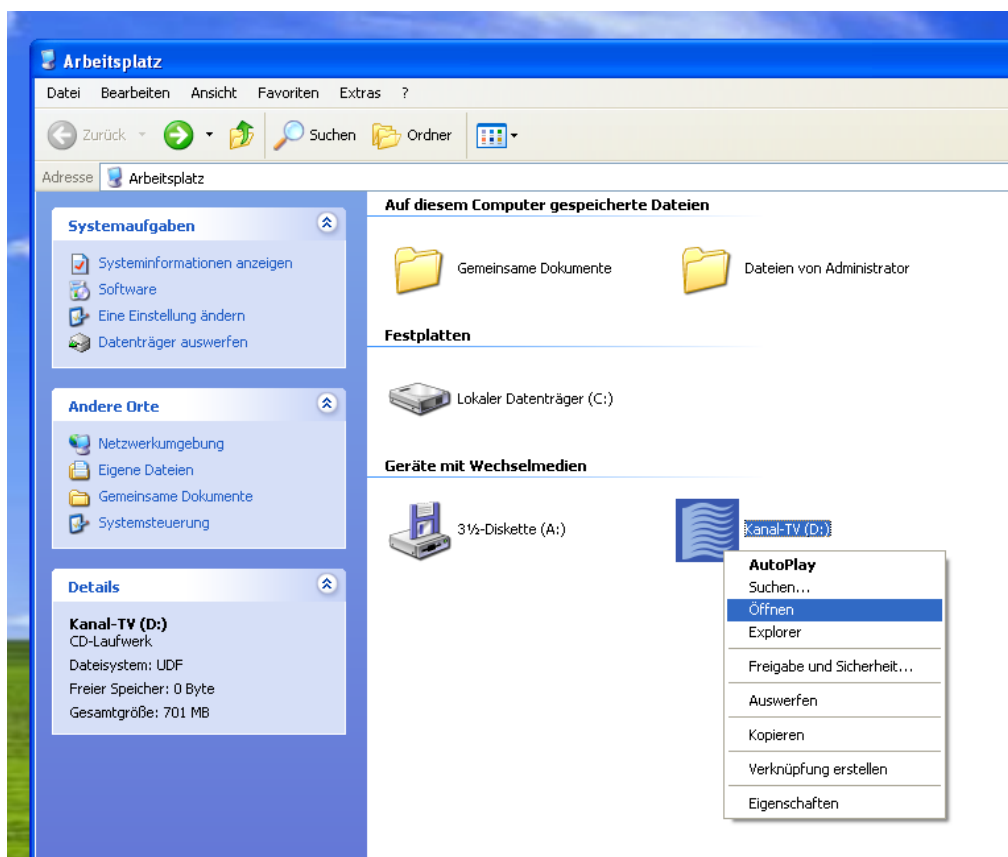 Arbeitsplatz
Datei Bearbeiten Ansicht Favoriten Extras ?
Zurück Suchen Ordner
Adresse Arbeitsplatz
Systemaufgaben
Systeminformationen anzeigen
Software
Eine Einstellung ändern
Datenträger auswerfen
Andere Orte
Netzwerkumgebung
Eigene Dateien
Gemeinsame Dokumente
Systemsteuerung
Details
Kanal-TV (D:)
CD-Laufwerk
Dateisystem: UDF
Freier Speicher: 0 Byte
Gesamtgröße: 701 MB
Auf diesem Computer gespeicherte Dateien
Gemeinsame Dokumente Dateien von Administrator
Festplatten
Lokaler Datenträger (C:)
Geräte mit Wechselmedien
3½-Diskette (A:) Kanal-TV (D:)
AutoPlay
Suchen...
Öffnen
Explorer
Freigabe und Sicherheit...
Auswerfen
Kopieren
Verknüpfung erstellen
Eigenschaften